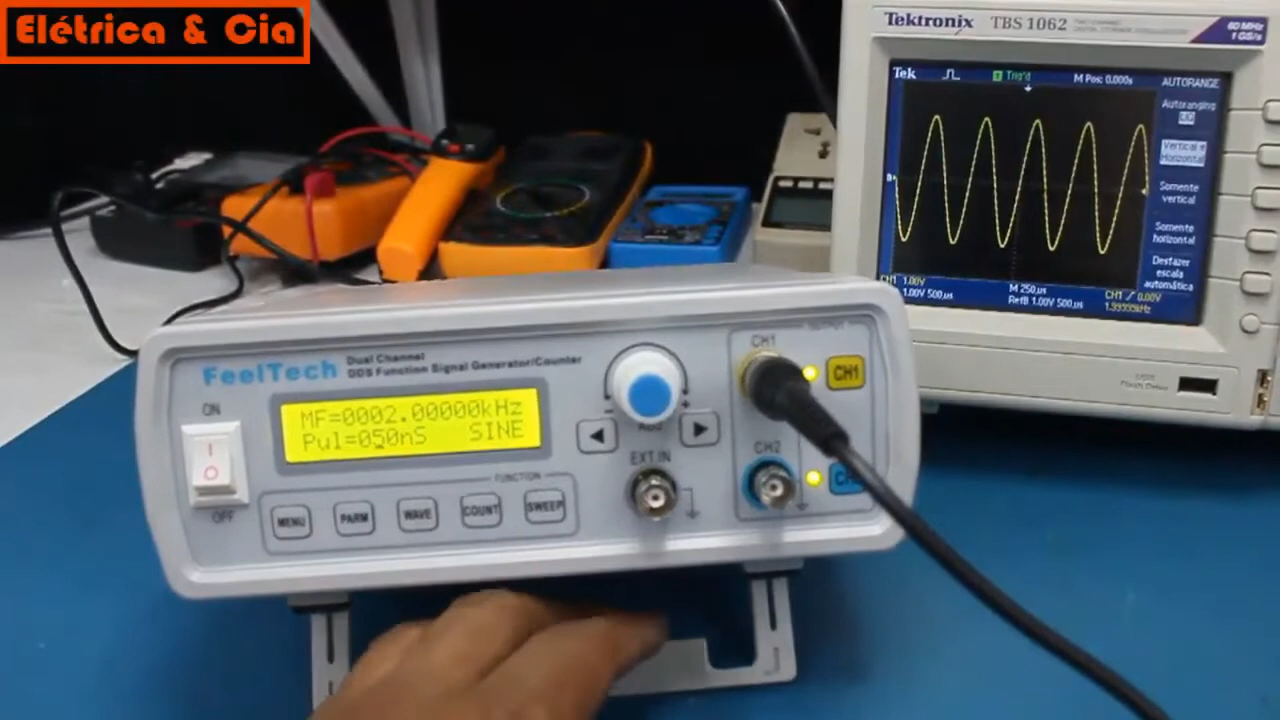 Elétrica & Cia
Tektronix TBS 1062
60 MHz
1 GS/s
Tek Trig'd M Pos: 0.000s AUTORANGE
Autoranging
Vertical e
Horizontal
Somente
vertical
Somente
horizontal
Desfazer
escala
automática
CH1 1.00V M 250µs CH1 0.00V
1.00V 500µs RefB 1.00V 500µs
FeelTech Dual Channel
DDS Function Signal Generator/Counter
ON
OFF
MF=0002.00000kHz
Pul=050nS SINE
FUNCTION
MENU PARM WAVE COUNT SWEEP
ADJ
EXT.IN
CH1
CH1
CH2